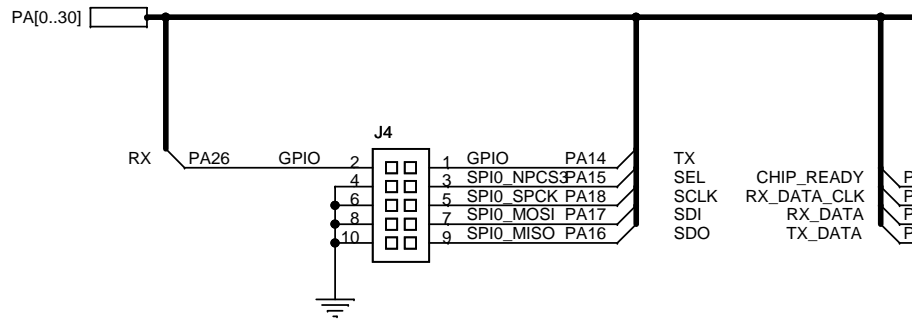 PA[0..30]
J4
RX PA26 GPIO 2 1 GPIO PA14 TX
4 3 SPI0_NPCS3 PA15 SEL CHIP_READY P
6 5 SPI0_SPCK PA18 SCLK RX_DATA_CLK P
8 7 SPI0_MOSI PA17 SDI RX_DATA P
10 9 SPI0_MISO PA16 SDO TX_DATA P